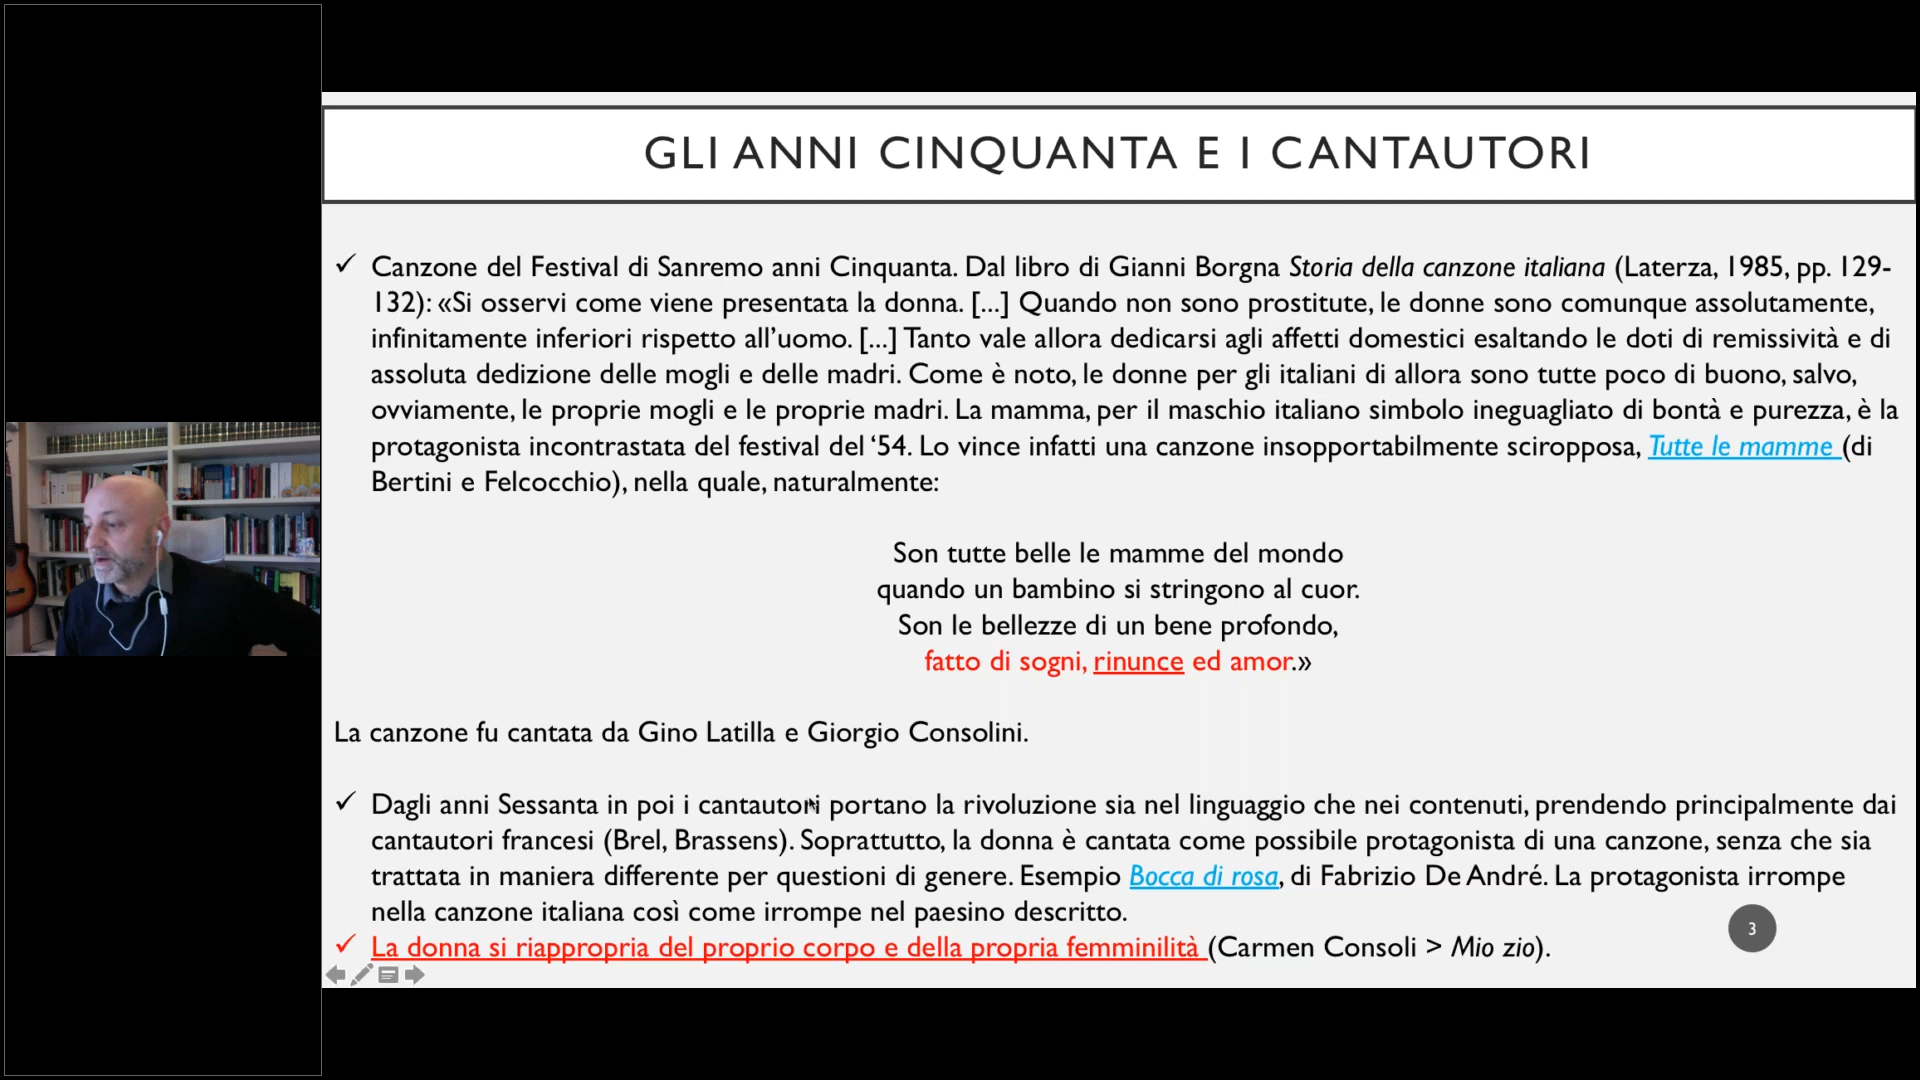 GLI ANNI CINQUANTA E I CANTAUTORI
✓ Canzone del Festival di Sanremo anni Cinquanta. Dal libro di Gianni Borgna Storia della canzone italiana (Laterza, 1985, pp. 129-
132): «Si osservi come viene presentata la donna. [...] Quando non sono prostitute, le donne sono comunque assolutamente,
infinitamente inferiori rispetto all’uomo. [...] Tanto vale allora dedicarsi agli affetti domestici esaltando le doti di remissività e di
assoluta dedizione delle mogli e delle madri. Come è noto, le donne per gli italiani di allora sono tutte poco di buono, salvo,
ovviamente, le proprie mogli e le proprie madri. La mamma, per il maschio italiano simbolo ineguagliato di bontà e purezza, è la
protagonista incontrastata del festival del ‘54. Lo vince infatti una canzone insopportabilmente sciropposa, Tutte le mamme (di
Bertini e Felcocchio), nella quale, naturalmente:
Son tutte belle le mamme del mondo
quando un bambino si stringono al cuor.
Son le bellezze di un bene profondo,
fatto di sogni, rinunce ed amor.»
La canzone fu cantata da Gino Latilla e Giorgio Consolini.
✓ Dagli anni Sessanta in poi i cantautori portano la rivoluzione sia nel linguaggio che nei contenuti, prendendo principalmente dai
cantautori francesi (Brel, Brassens). Soprattutto, la donna è cantata come possibile protagonista di una canzone, senza che sia
trattata in maniera differente per questioni di genere. Esempio Bocca di rosa, di Fabrizio De André. La protagonista irrompe
nella canzone italiana così come irrompe nel paesino descritto.
✓ La donna si riappropria del proprio corpo e della propria femminilità (Carmen Consoli > Mio zio).
3